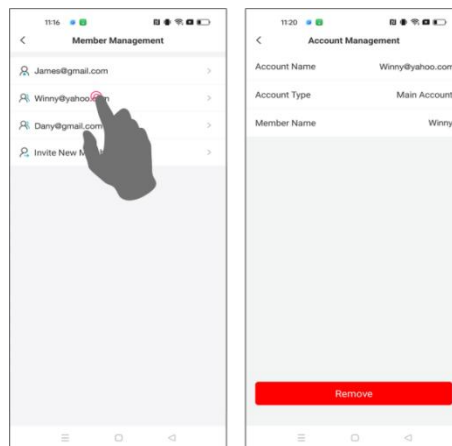 11:16
Member Management
James@gmail.com
Winny@yahoo.com
Dany@gmail.com
Invite New
11:20
Account Management
Account Name Winny@yahoo.com
Account Type Main Account
Member Name Winny
Remove